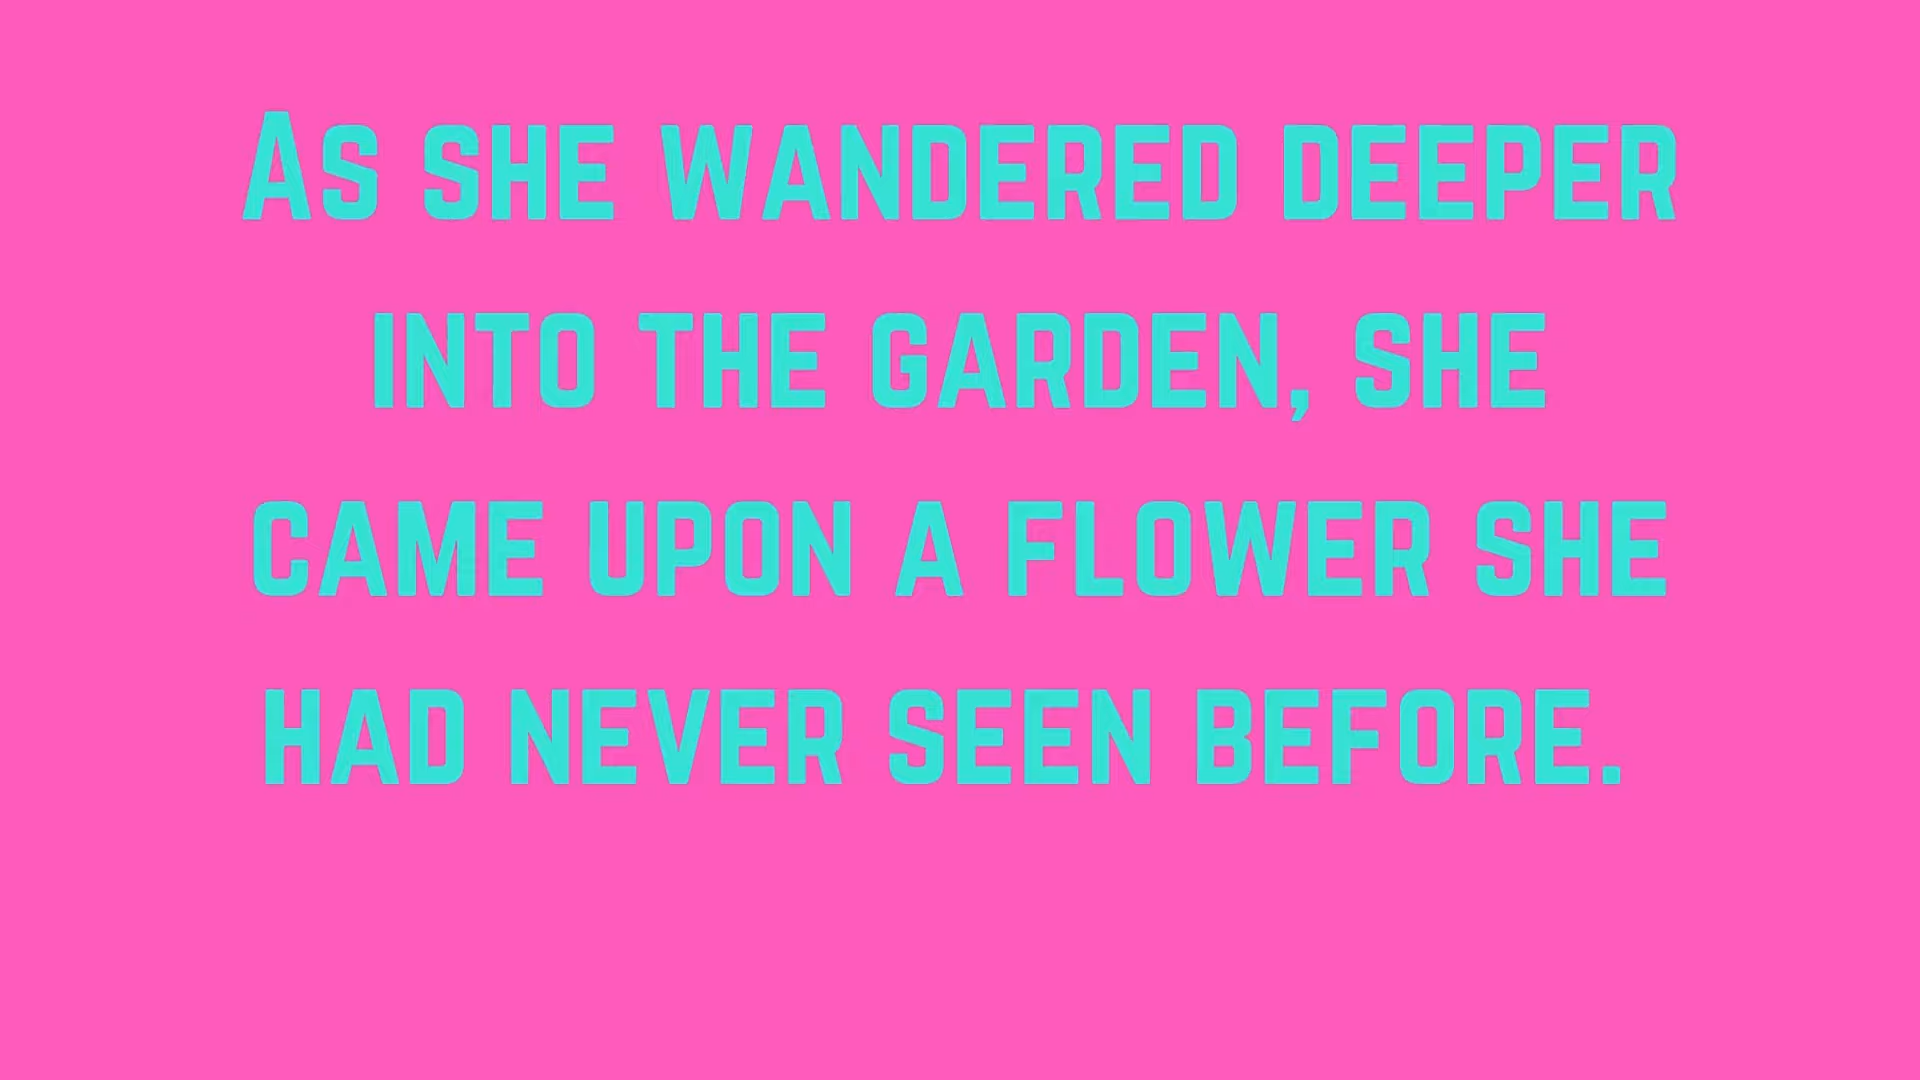 As she wandered deeper
into the garden, she
came upon a flower she
had never seen before.